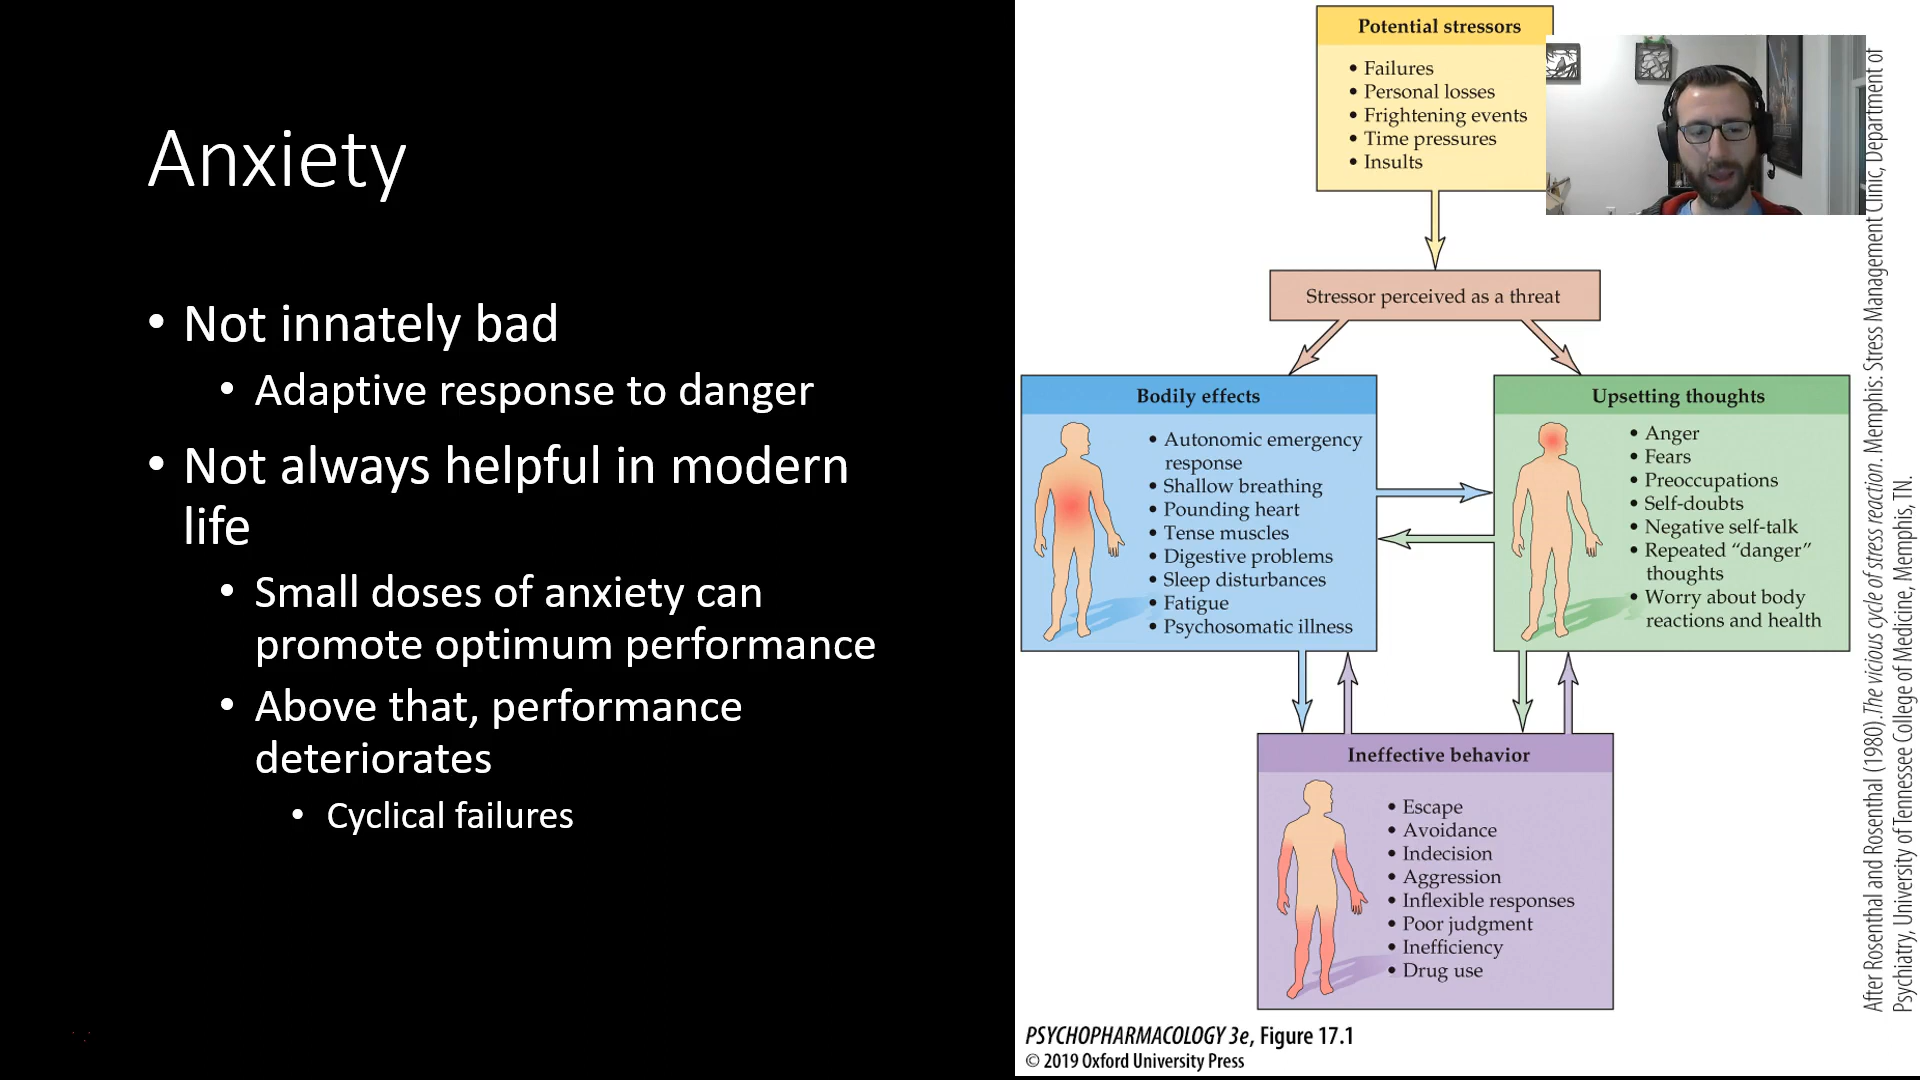 Anxiety
• Not innately bad
• Adaptive response to danger
• Not always helpful in modern
life
• Small doses of anxiety can
promote optimum performance
• Above that, performance
deteriorates
• Cyclical failures
Potential stressors
• Failures
• Personal losses
• Frightening events
• Time pressures
• Insults
Stressor perceived as a threat
Bodily effects
• Autonomic emergency
response
• Shallow breathing
• Pounding heart
• Tense muscles
• Digestive problems
• Sleep disturbances
• Fatigue
• Psychosomatic illness
Upsetting thoughts
• Anger
• Fears
• Preoccupations
• Self-doubts
• Negative self-talk
• Repeated “danger”
thoughts
• Worry about body
reactions and health
Ineffective behavior
• Escape
• Avoidance
• Indecision
• Aggression
• Inflexible responses
• Poor judgment
• Inefficiency
• Drug use
After Rosenthal and Rosenthal (1980). The vicious cycle of stress reaction. Memphis: Stress Management Clinic, Department of
Psychiatry, University of Tennessee College of Medicine, Memphis, TN.
PSYCHOPHARMACOLOGY 3e, Figure 17.1
© 2019 Oxford University Press